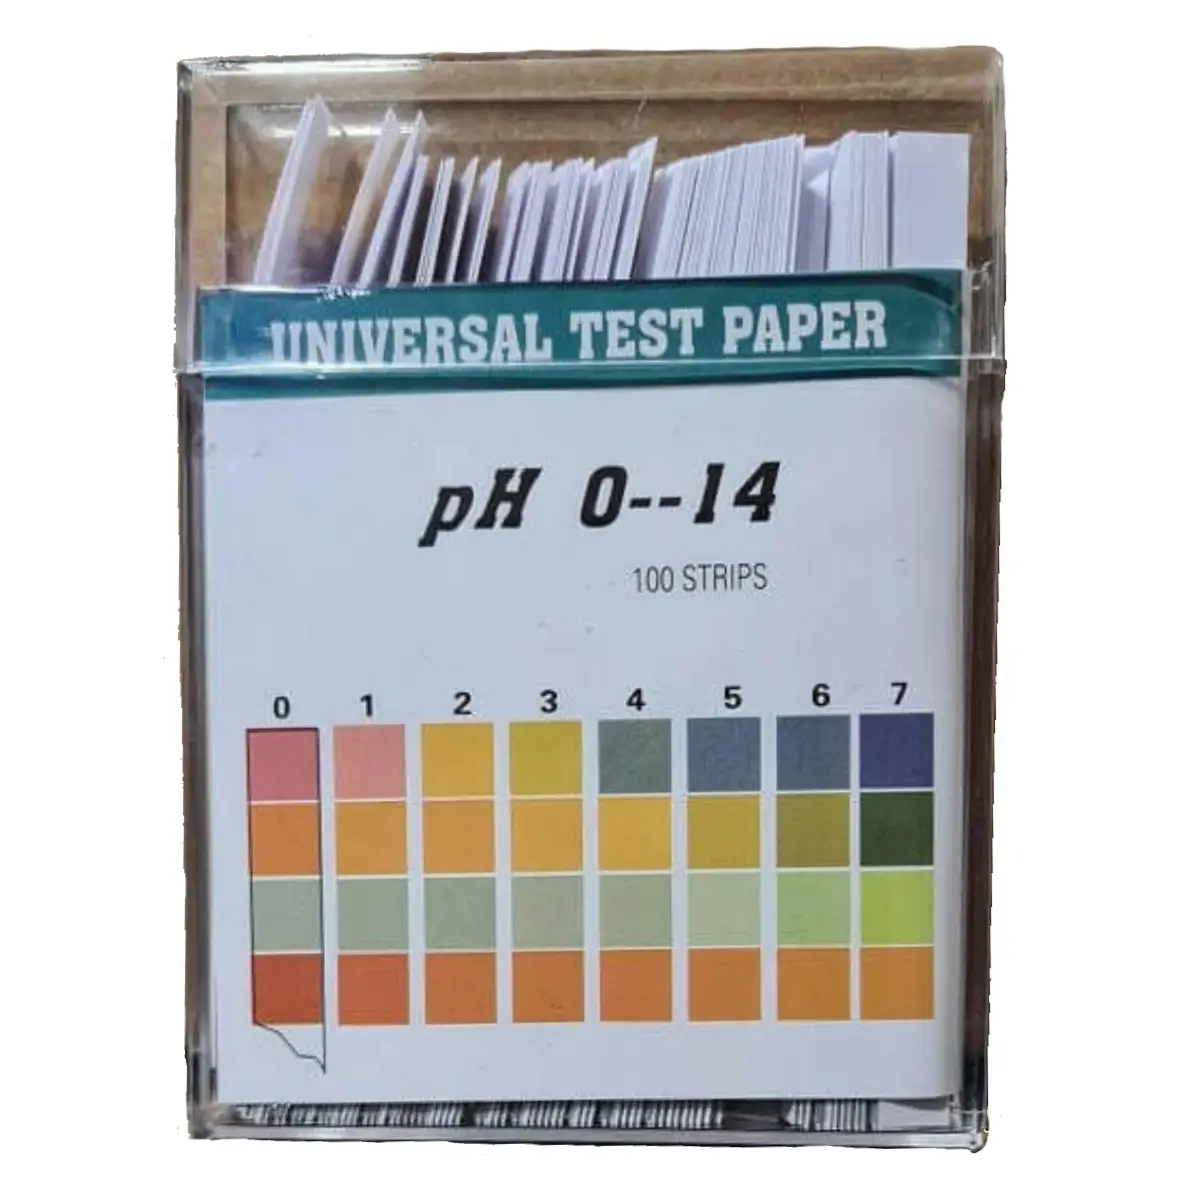 UNIVERSAL TEST PAPER
pH 0--14
100 STRIPS
0 1 2 3 4 5 6 7